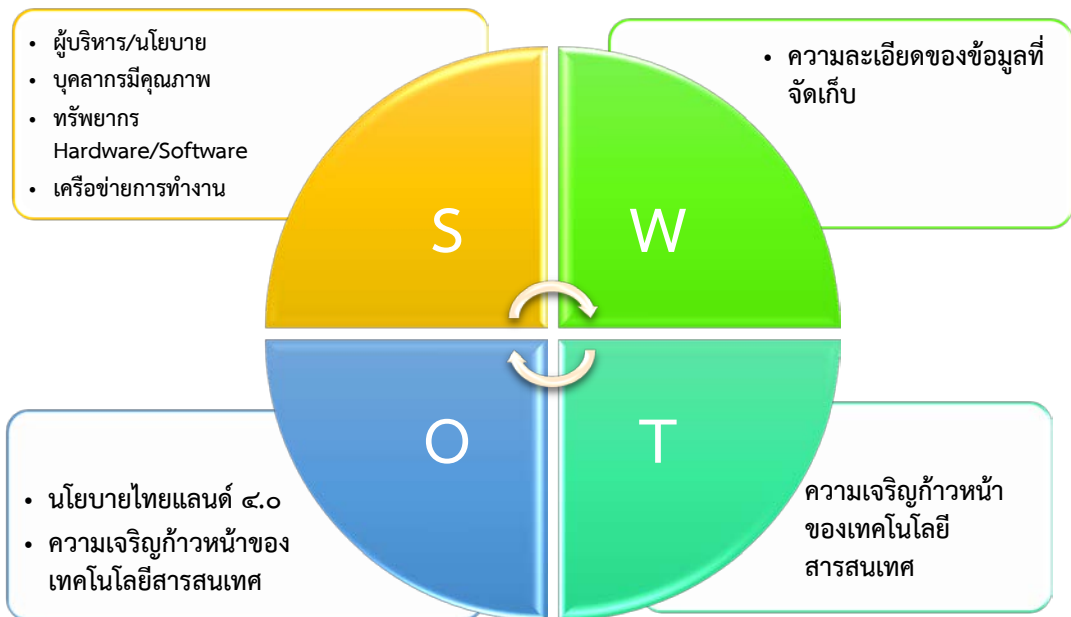 • ผู้บริหาร/นโยบาย
• บุคลากรมีคุณภาพ
• ทรัพยากร
Hardware/Software
• เครือข่ายการทำงาน
• ความละเอียดของข้อมูลที่
จัดเก็บ
S
W
O
T
• นโยบายไทยแลนด์ ๔.๐
• ความเจริญก้าวหน้าของ
เทคโนโลยีสารสนเทศ
ความเจริญก้าวหน้า
ของเทคโนโลยี
สารสนเทศ